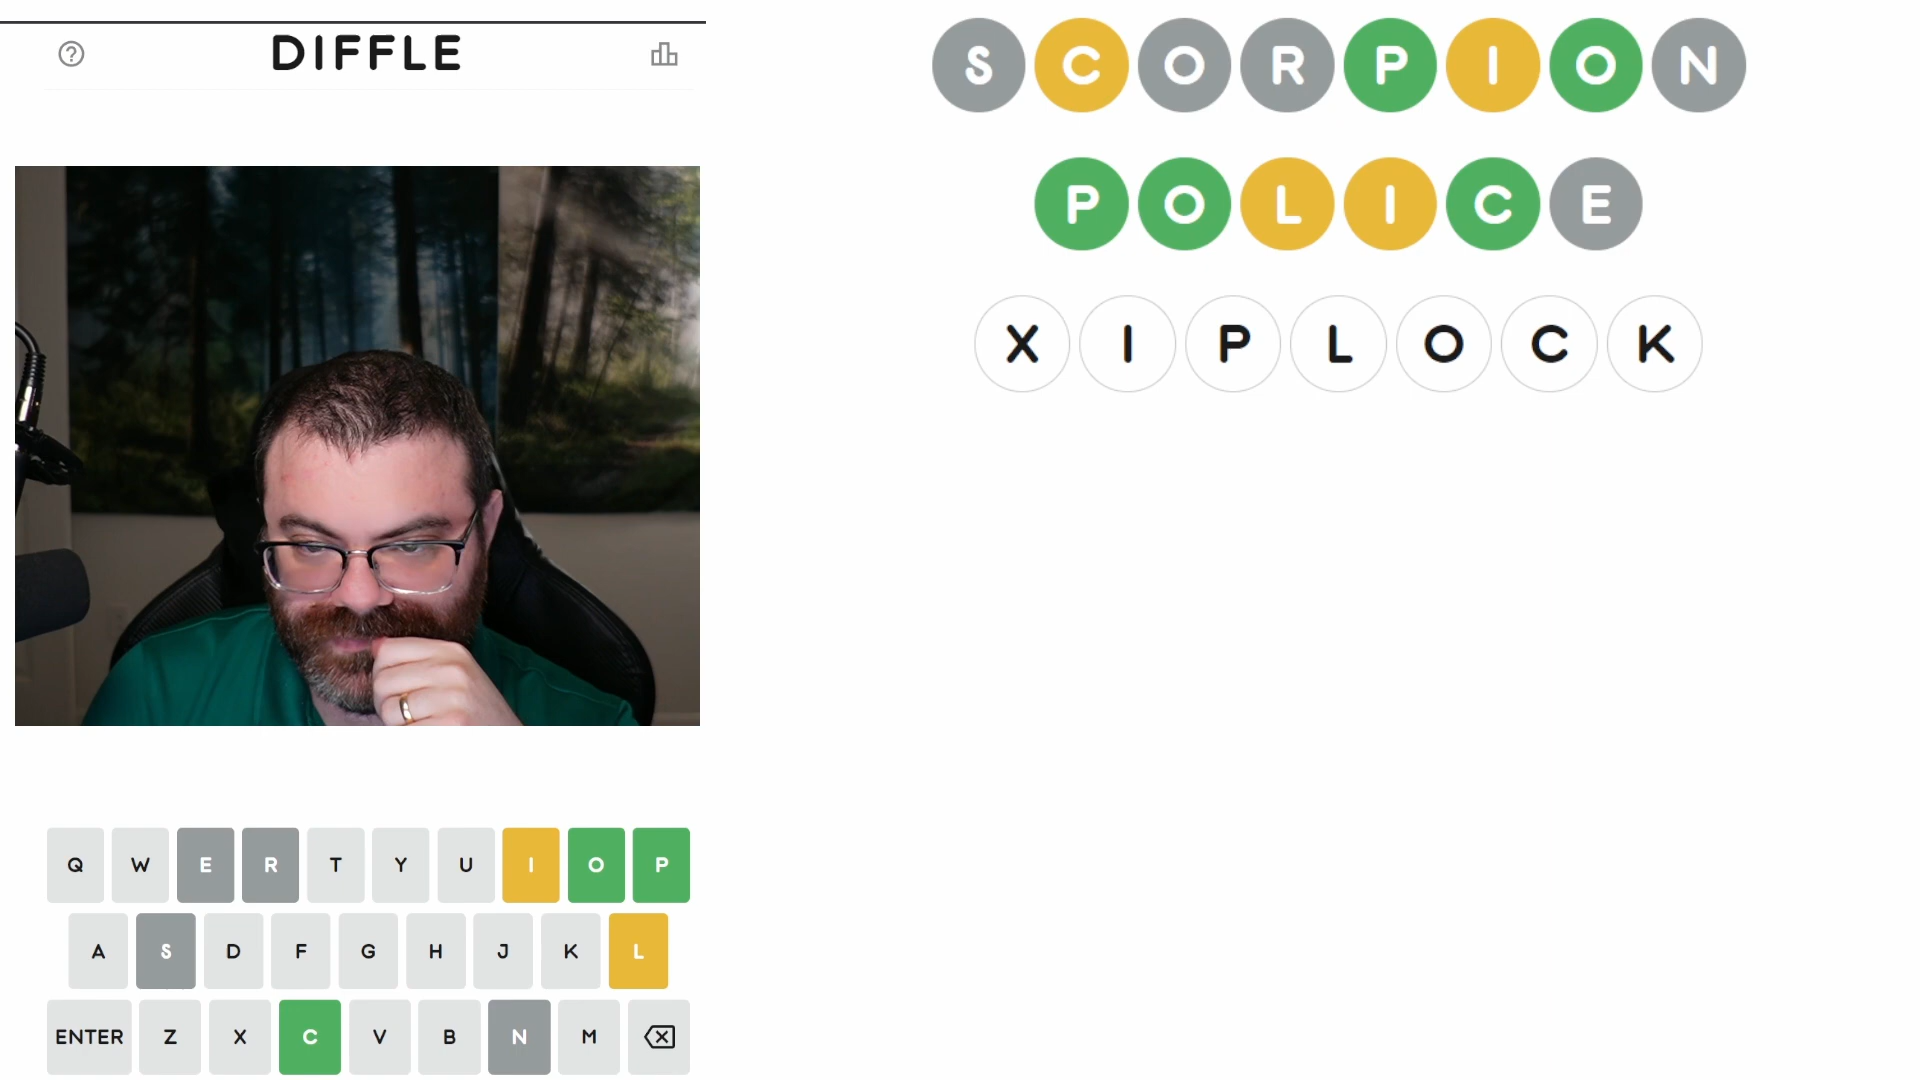 DIFFLE
SCORPION
POLICE
XIPLOCK
Q W E R T Y U I O P
A S D F G H J K L
ENTER Z X C V B N M